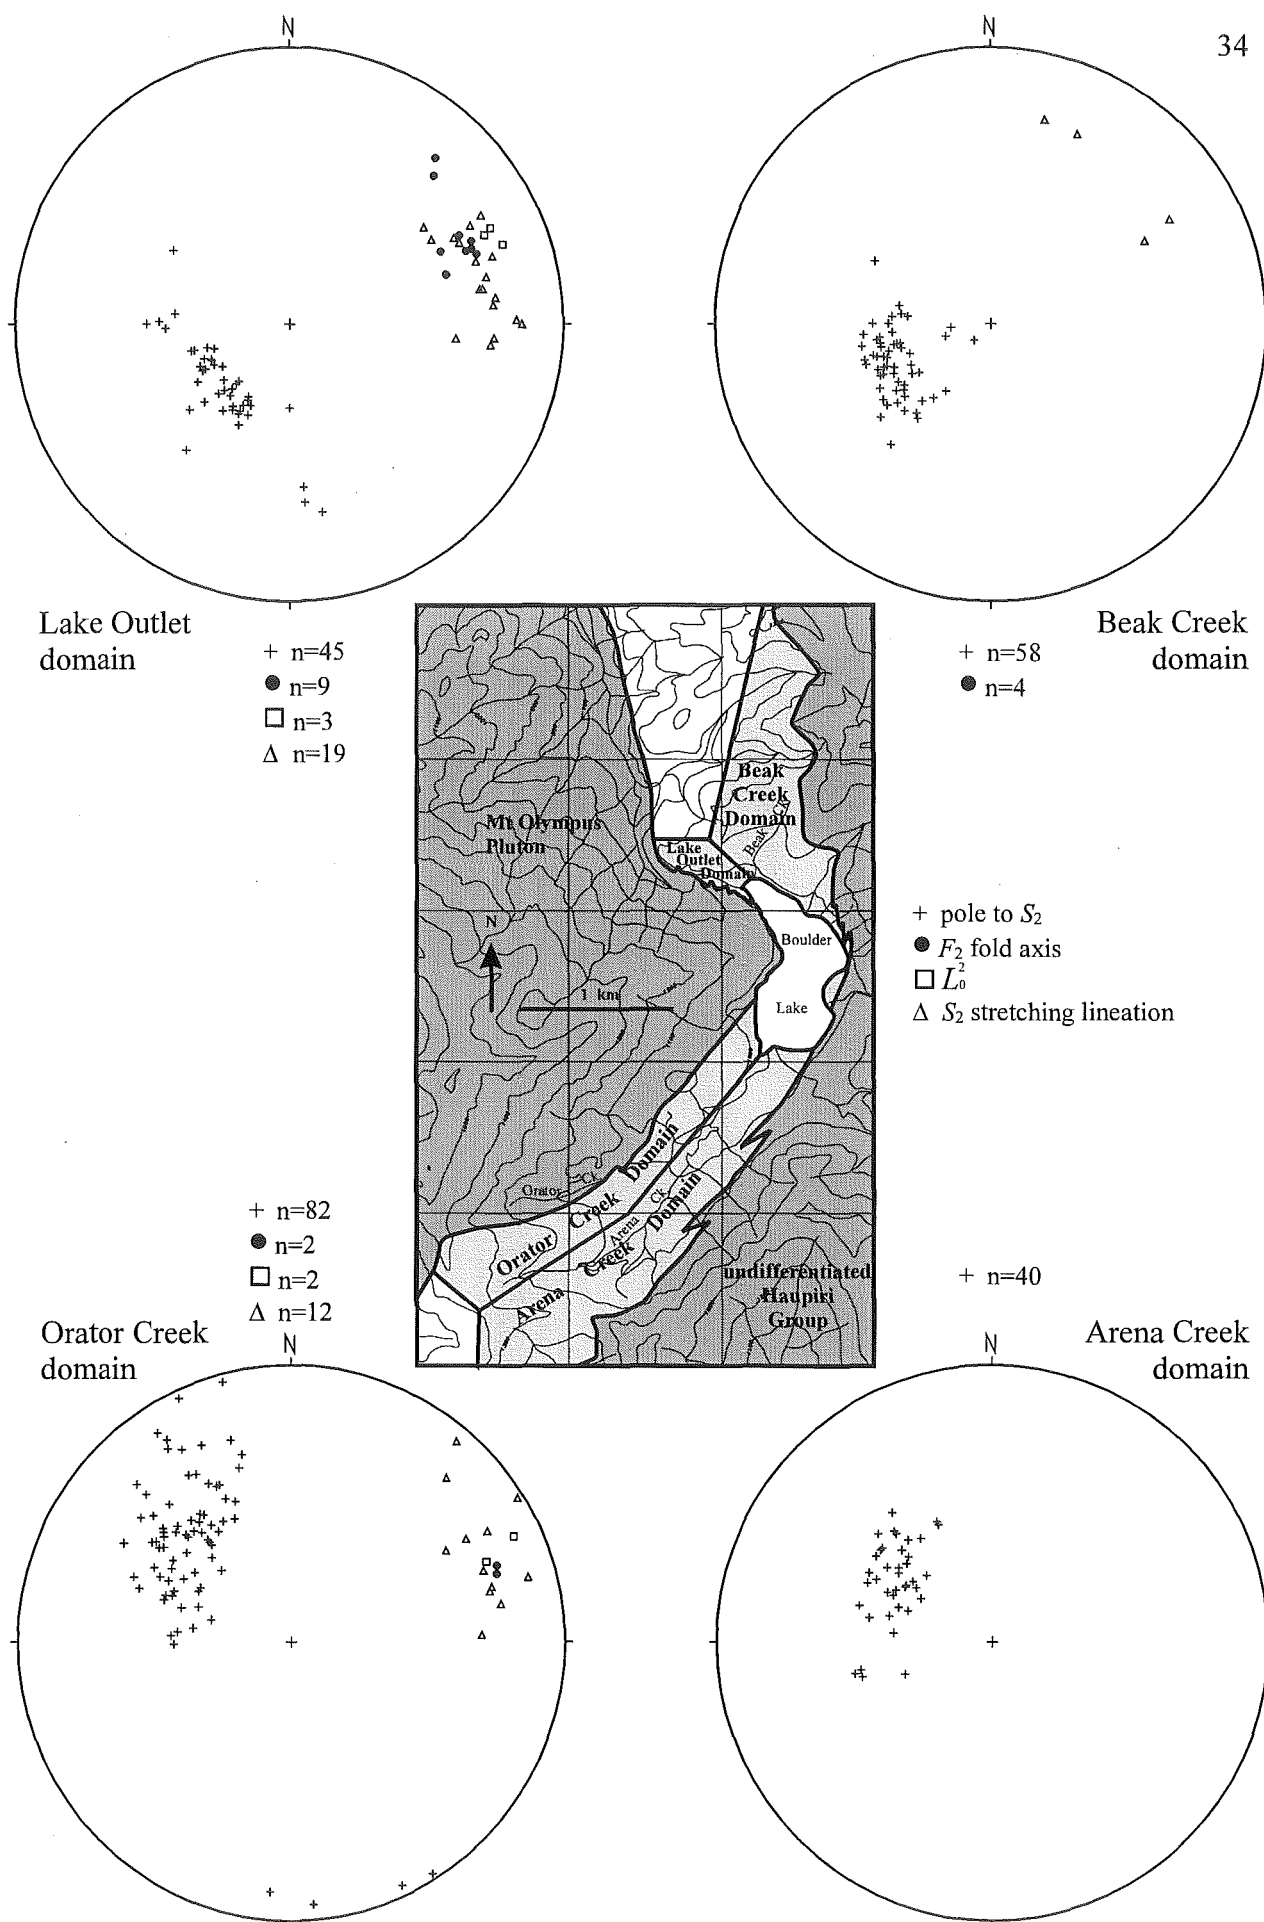 34
N
N
Lake Outlet
domain
+ n=45
● n=9
□ n=3
Δ n=19
Beak Creek
domain
+ n=58
● n=4
Beak
Creek
Domain
Beak Ck
Mt Olympus
Pluton
Lake
Outlet
Domain
N
Boulder
Lake
1 km
+ pole to S₂
● F₂ fold axis
□ L²₀
Δ S₂ stretching lineation
Orator Ck
Orator Creek Domain
Arena Ck
Arena Creek Domain
undifferentiated
Haupiri
Group
+ n=82
● n=2
□ n=2
Δ n=12
Orator Creek
domain
+ n=40
Arena Creek
domain
N
N